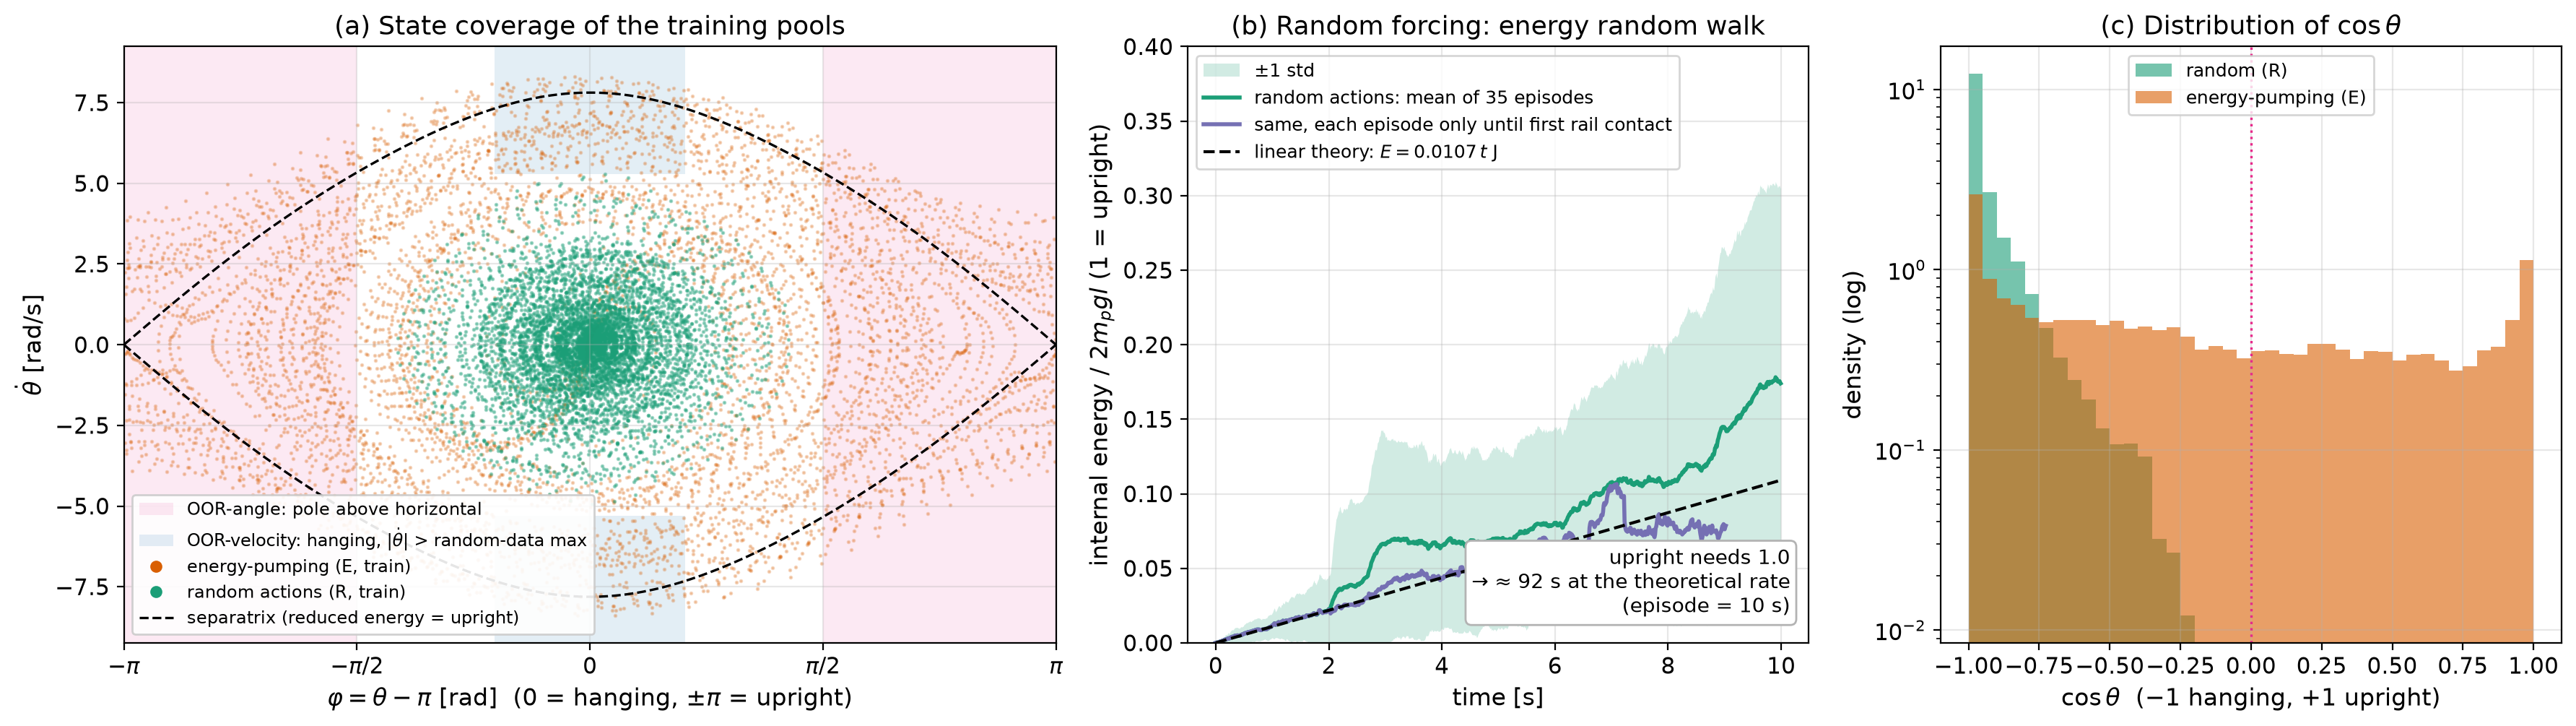 (a) State coverage of the training pools
7.5
5.0
2.5
0.0
−2.5
−5.0
−7.5
θ̇ [rad/s]
OOR-angle: pole above horizontal
OOR-velocity: hanging, |θ̇| > random-data max
energy-pumping (E, train)
random actions (R, train)
separatrix (reduced energy = upright)
−π
−π/2
0
π/2
π
φ = θ − π [rad]  (0 = hanging, ±π = upright)
(b) Random forcing: energy random walk
0.40
0.35
0.30
0.25
0.20
0.15
0.10
0.05
0.00
internal energy / 2mₚgl (1 = upright)
±1 std
random actions: mean of 35 episodes
same, each episode only until first rail contact
linear theory: E = 0.0107 t J
upright needs 1.0
→ ≈ 92 s at the theoretical rate
(episode = 10 s)
0
2
4
6
8
10
time [s]
(c) Distribution of cos θ
10¹
10⁰
10⁻¹
10⁻²
density (log)
random (R)
energy-pumping (E)
−1.00
−0.75
−0.50
−0.25
0.00
0.25
0.50
0.75
1.00
cos θ  (−1 hanging, +1 upright)